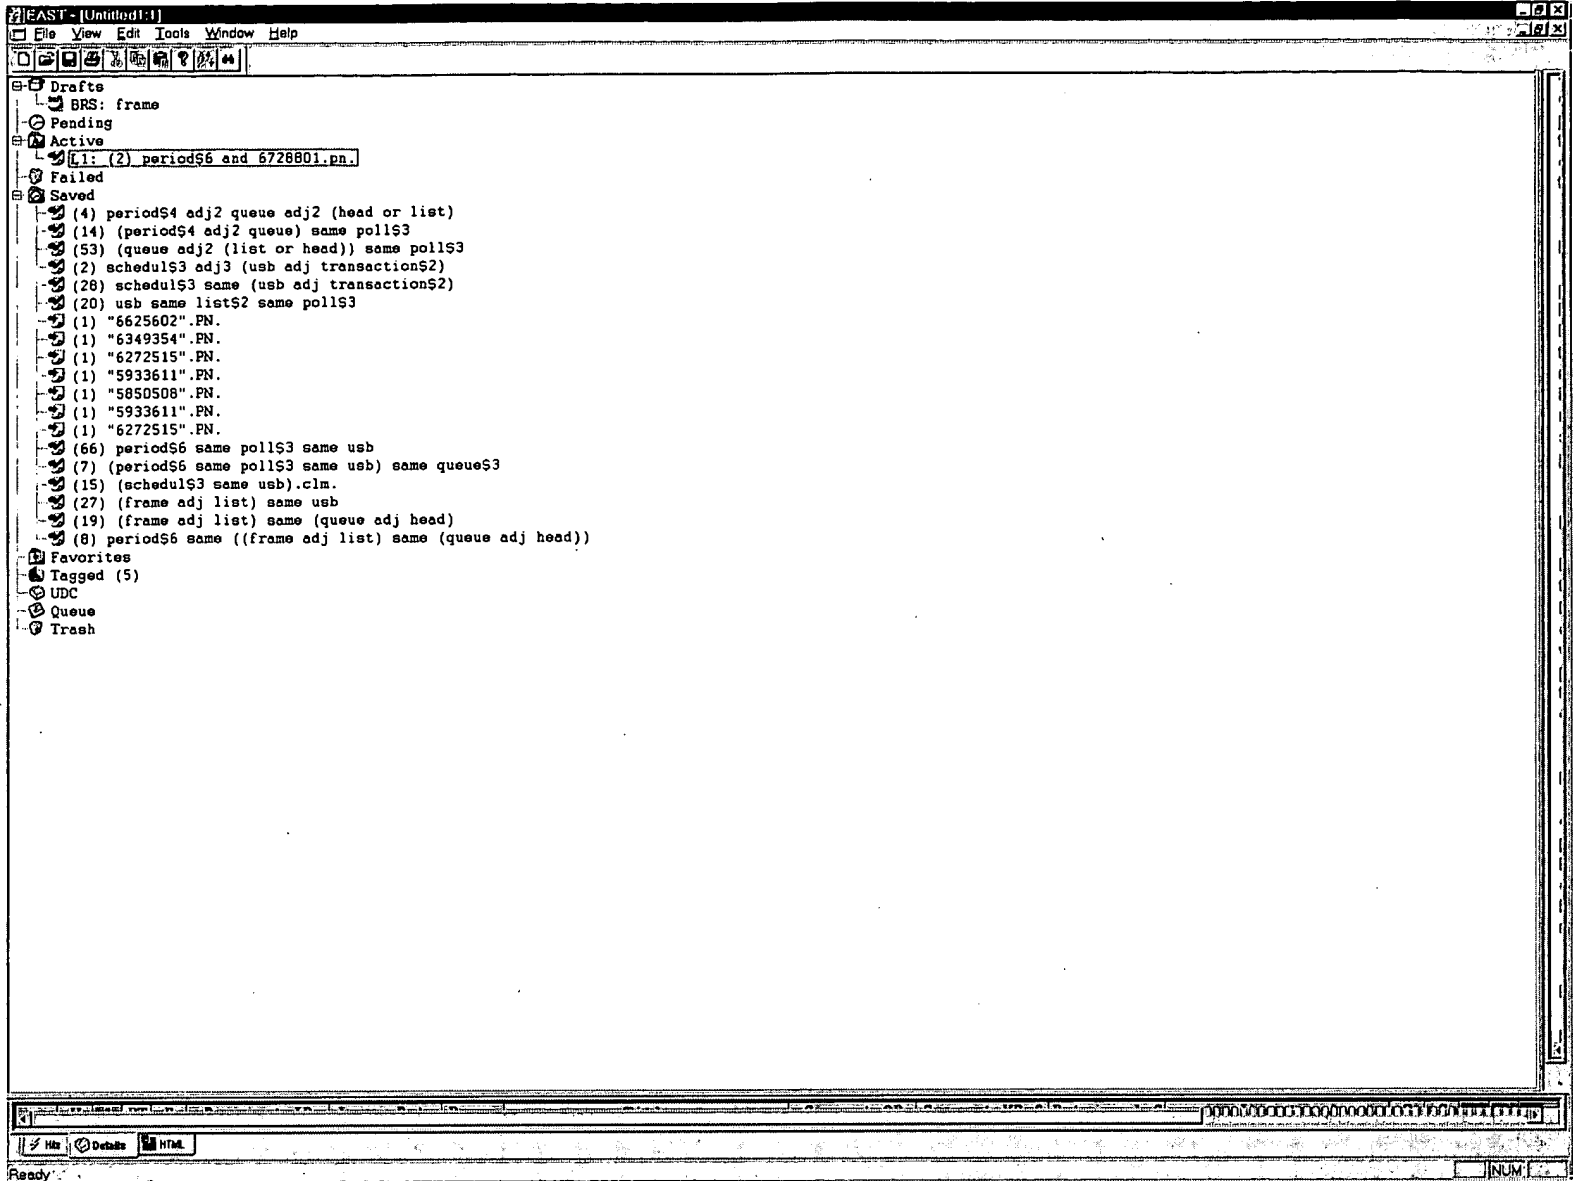 EAST - [Untitled1:1]
File View Edit Tools Window Help
Drafts
BRS: frame
Pending
Active
L1: (2) period$6 and 6728801.pn.
Failed
Saved
(4) period$4 adj2 queue adj2 (head or list)
(14) (period$4 adj2 queue) same poll$3
(53) (queue adj2 (list or head)) same poll$3
(2) schedul$3 adj3 (usb adj transaction$2)
(28) schedul$3 same (usb adj transaction$2)
(20) usb same list$2 same poll$3
(1) "6625602".PN.
(1) "6349354".PN.
(1) "6272515".PN.
(1) "5933611".PN.
(1) "5850508".PN.
(1) "5933611".PN.
(1) "6272515".PN.
(66) period$6 same poll$3 same usb
(7) (period$6 same poll$3 same usb) same queue$3
(15) (schedul$3 same usb).clm.
(27) (frame adj list) same usb
(19) (frame adj list) same (queue adj head)
(8) period$6 same ((frame adj list) same (queue adj head))
Favorites
Tagged (5)
UDC
Queue
Trash
Hits Details HTML
Ready NUM